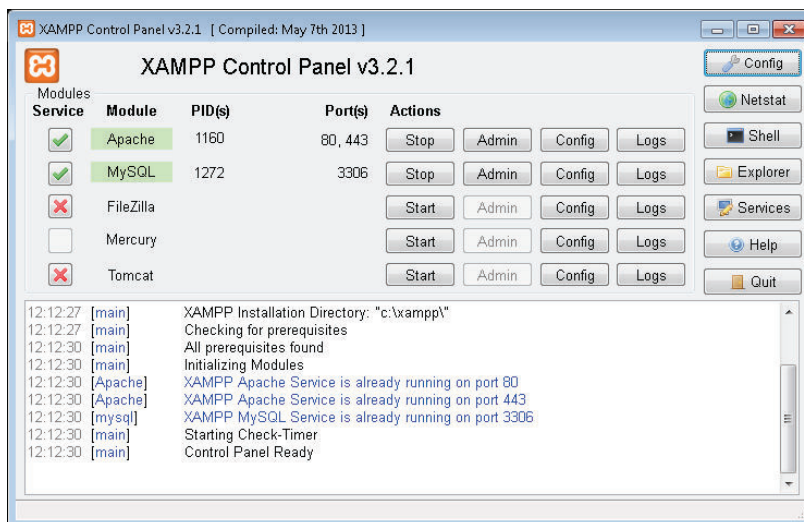 XAMPP Control Panel v3.2.1 [ Compiled: May 7th 2013 ]
XAMPP Control Panel v3.2.1
Config
Modules
Service Module PID(s) Port(s) Actions
Netstat
Apache 1160 80, 443 Stop Admin Config Logs
Shell
MySQL 1272 3306 Stop Admin Config Logs
Explorer
FileZilla Start Admin Config Logs
Services
Mercury Start Admin Config Logs
Help
Tomcat Start Admin Config Logs
Quit
12:12:27 [main] XAMPP Installation Directory: "c:\xampp\"
12:12:27 [main] Checking for prerequisites
12:12:30 [main] All prerequisites found
12:12:30 [main] Initializing Modules
12:12:30 [Apache] XAMPP Apache Service is already running on port 80
12:12:30 [Apache] XAMPP Apache Service is already running on port 443
12:12:30 [mysql] XAMPP MySQL Service is already running on port 3306
12:12:30 [main] Starting Check-Timer
12:12:30 [main] Control Panel Ready